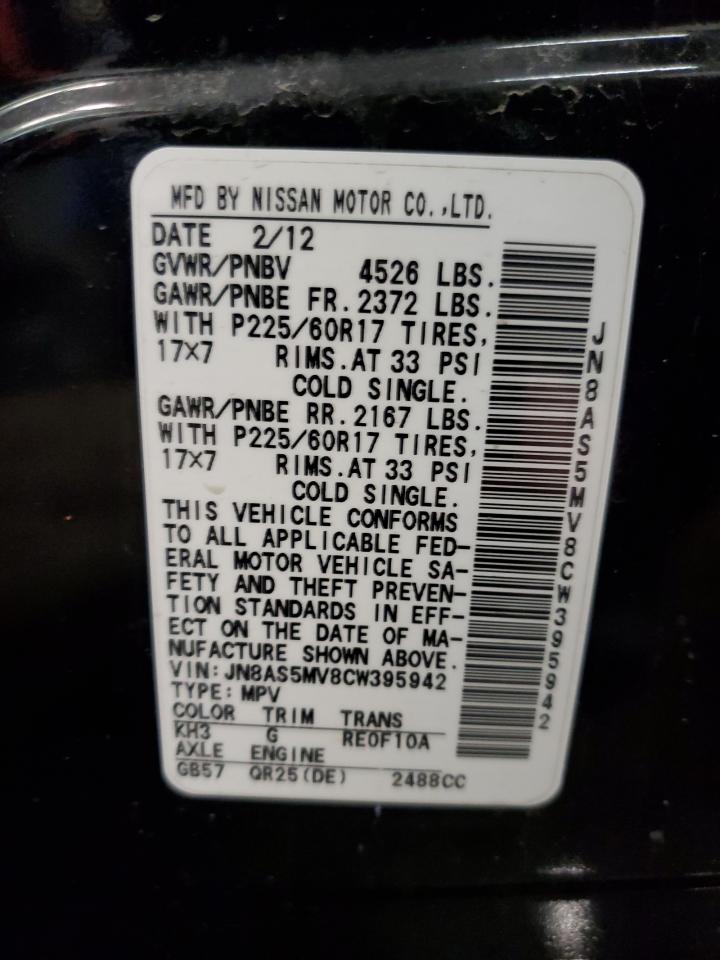 MFD BY NISSAN MOTOR CO.,LTD.
DATE 2/12
GVWR/PNBV 4526 LBS.
GAWR/PNBE FR.2372 LBS.
WITH P225/60R17 TIRES,
17X7 RIMS.AT 33 PSI
COLD SINGLE.
GAWR/PNBE RR.2167 LBS.
WITH P225/60R17 TIRES,
17X7 RIMS.AT 33 PSI
COLD SINGLE.
THIS VEHICLE CONFORMS
TO ALL APPLICABLE FED-
ERAL MOTOR VEHICLE SA-
FETY AND THEFT PREVEN-
TION STANDARDS IN EFF-
ECT ON THE DATE OF MA-
NUFACTURE SHOWN ABOVE.
VIN:JN8AS5MV8CW395942
TYPE:MPV
COLOR TRIM TRANS
KH3 G RE0F10A
AXLE ENGINE
GB57 QR25(DE) 2488CC
JN8AS5MV8CW395942